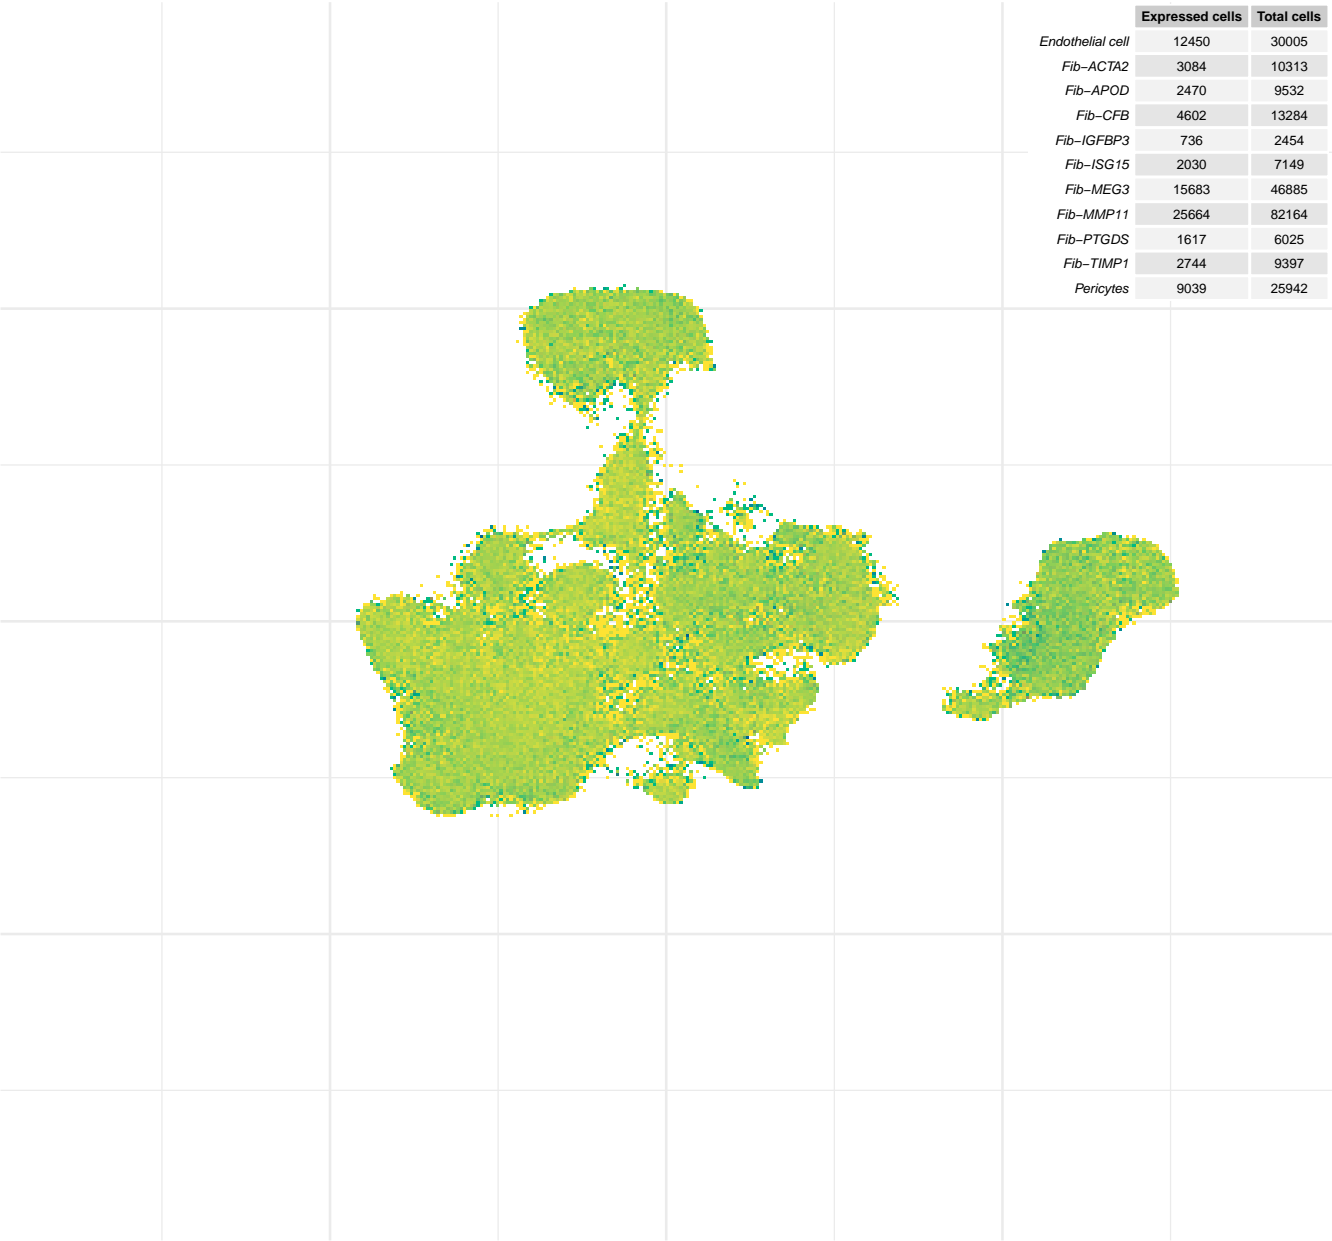 Expressed cells Total cells
Endothelial cell 12450 30005
Fib−ACTA2 3084 10313
Fib−APOD 2470 9532
Fib−CFB 4602 13284
Fib−IGFBP3 736 2454
Fib−ISG15 2030 7149
Fib−MEG3 15683 46885
Fib−MMP11 25664 82164
Fib−PTGDS 1617 6025
Fib−TIMP1 2744 9397
Pericytes 9039 25942